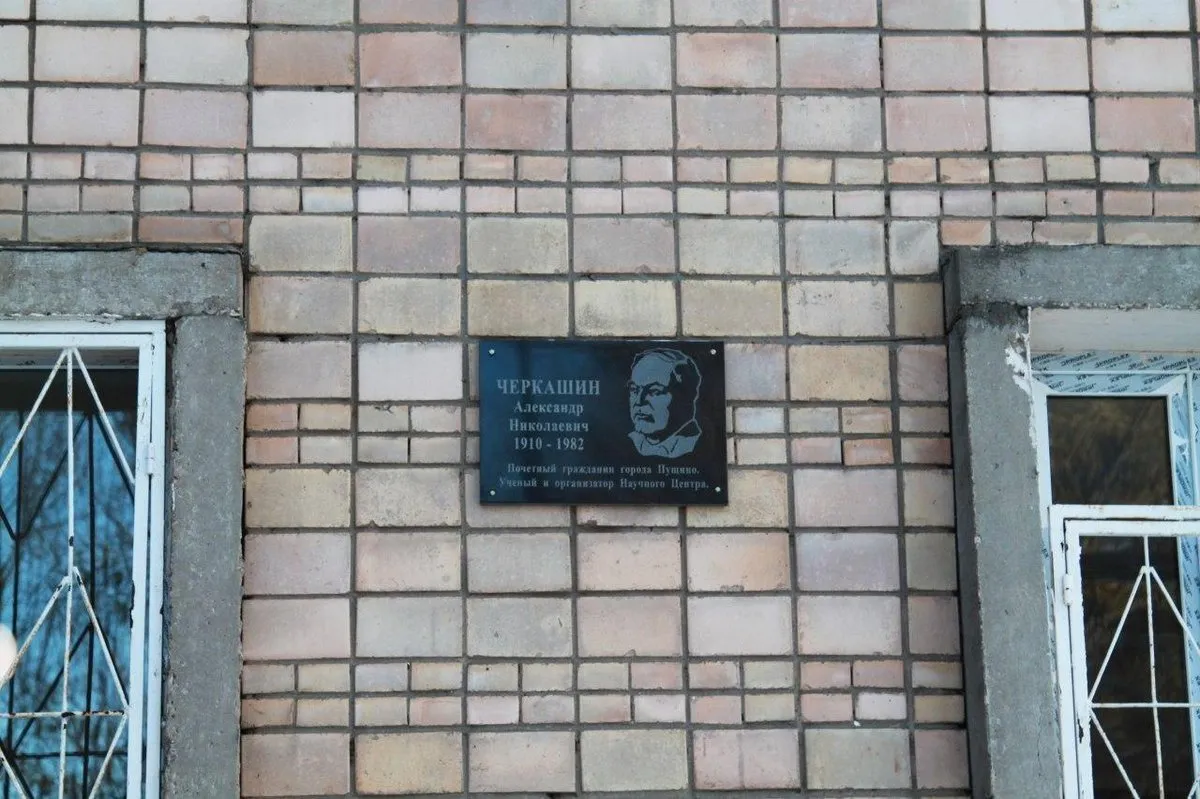 ЧЕРКАШИН
Александр
Николаевич
1910 - 1982
Почетный гражданин города Пущино.
Ученый и организатор Научного Центра.